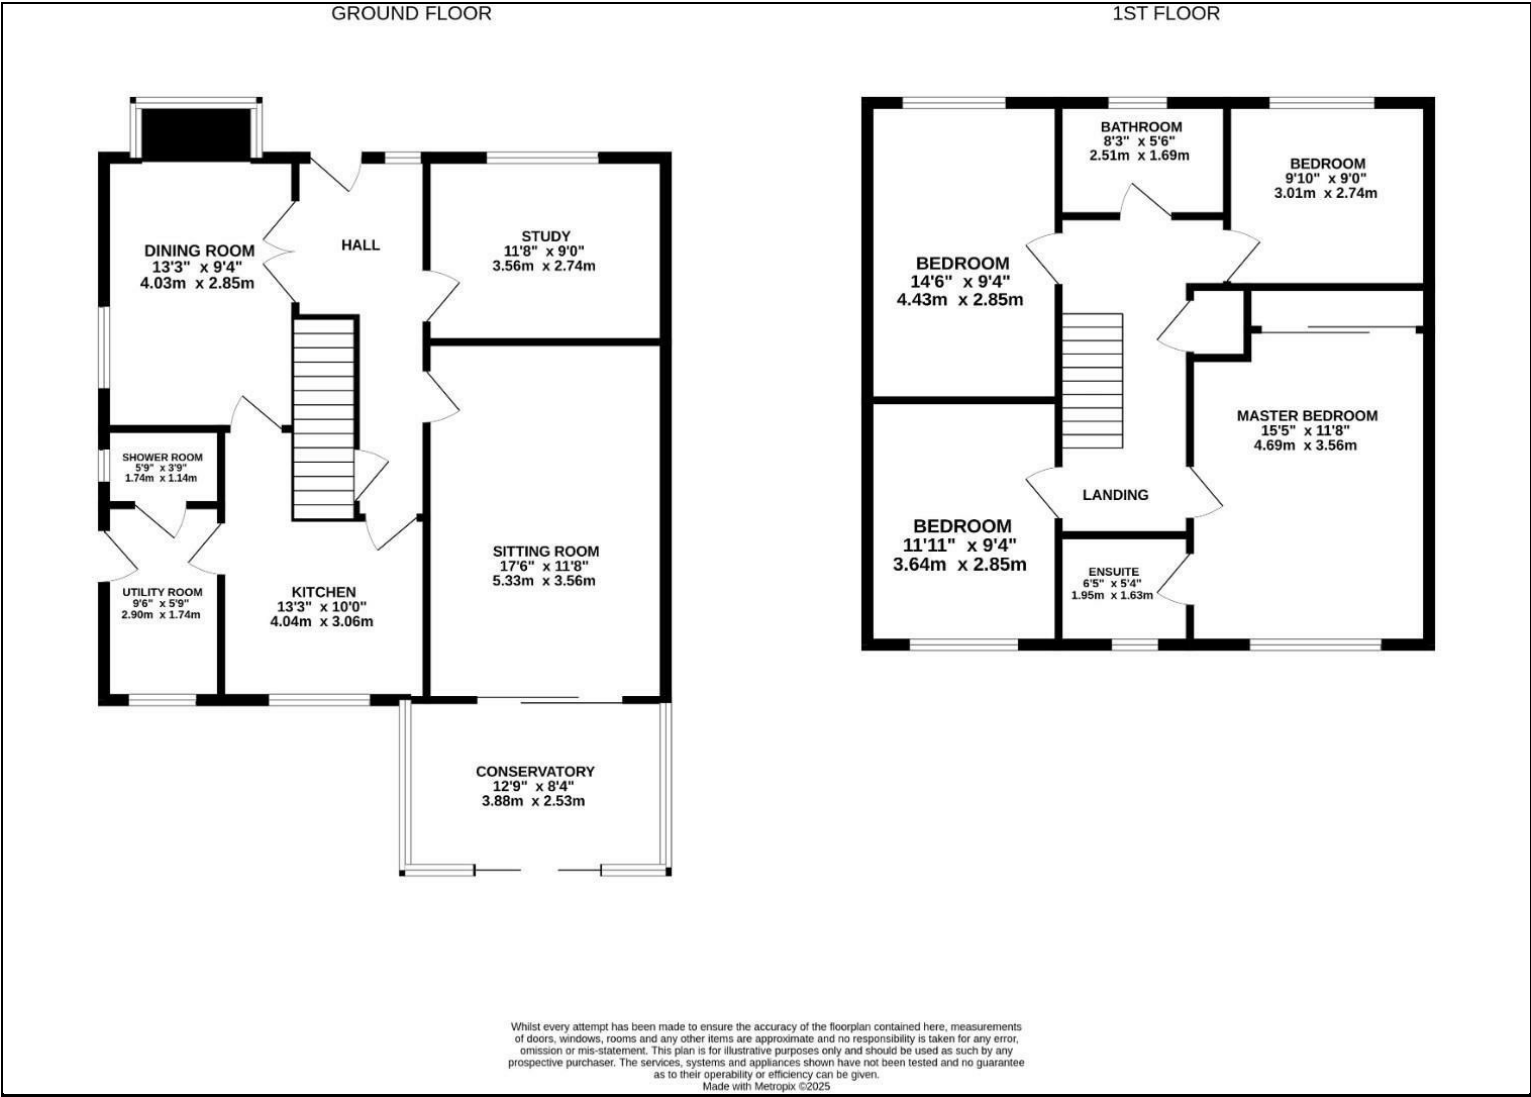 GROUND FLOOR
DINING ROOM
13'3" x 9'4"
4.03m x 2.85m
HALL
STUDY
11'8" x 9'0"
3.56m x 2.74m
SHOWER ROOM
5'9" x 3'9"
1.74m x 1.14m
UTILITY ROOM
9'6" x 5'9"
2.90m x 1.74m
KITCHEN
13'3" x 10'0"
4.04m x 3.06m
SITTING ROOM
17'6" x 11'8"
5.33m x 3.56m
CONSERVATORY
12'9" x 8'4"
3.88m x 2.53m
1ST FLOOR
BEDROOM
14'6" x 9'4"
4.43m x 2.85m
BATHROOM
8'3" x 5'6"
2.51m x 1.69m
BEDROOM
9'10" x 9'0"
3.01m x 2.74m
MASTER BEDROOM
15'5" x 11'8"
4.69m x 3.56m
LANDING
BEDROOM
11'11" x 9'4"
3.64m x 2.85m
ENSUITE
6'5" x 5'4"
1.95m x 1.63m
Whilst every attempt has been made to ensure the accuracy of the floorplan contained here, measurements
of doors, windows, rooms and any other items are approximate and no responsibility is taken for any error,
omission or mis-statement. This plan is for illustrative purposes only and should be used as such by any
prospective purchaser. The services, systems and appliances shown have not been tested and no guarantee
as to their operability or efficiency can be given.
Made with Metropix ©2025